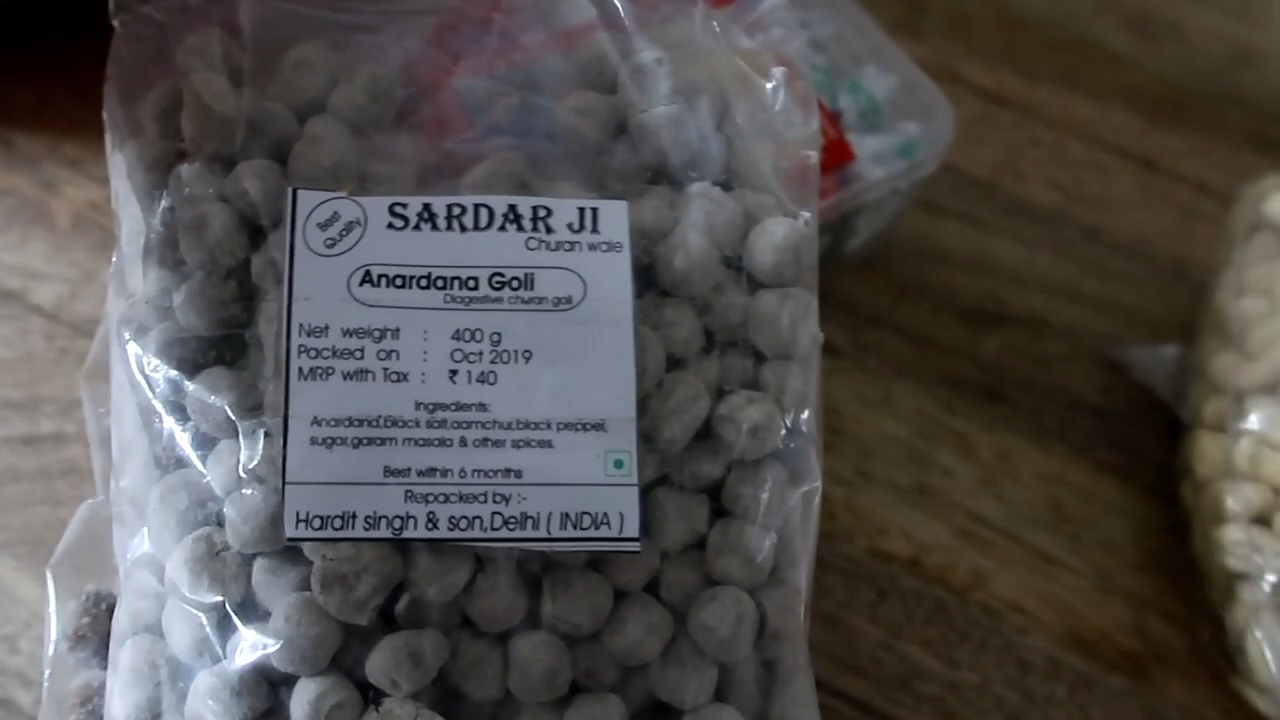 Best
Quality
SARDAR JI
Churan wale
Anardana Goli
Diagestive churan goli
Net weight : 400 g
Packed on : Oct 2019
MRP with Tax : ₹ 140
Ingredients:
Anardand,black salt,aamchur,black pepper,
sugar,garam masala & other spices.
Best within 6 months
Repacked by :-
Hardit singh & son,Delhi ( INDIA )